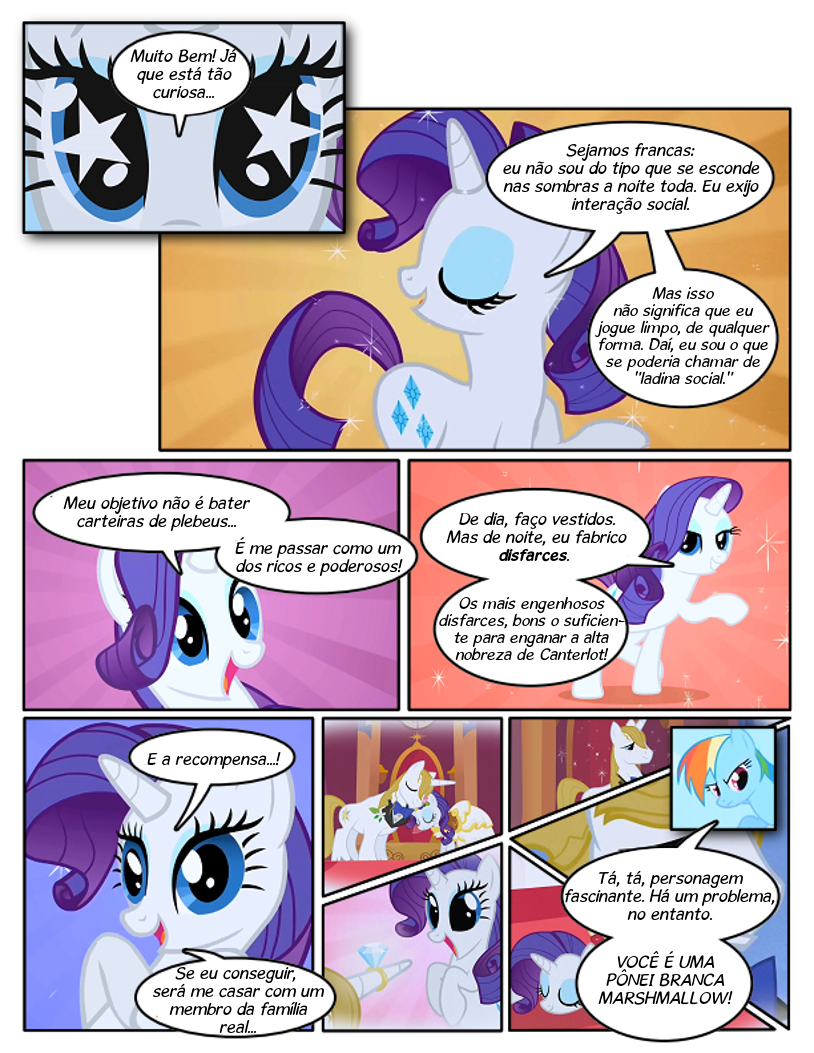 Muito Bem! Já
que está tão
curiosa...
Sejamos francas:
eu não sou do tipo que se esconde
nas sombras a noite toda. Eu exijo
interação social.
Mas isso
não significa que eu
jogue limpo, de qualquer
forma. Daí, eu sou o que
se poderia chamar de
"ladina social."
Meu objetivo não é bater
carteiras de plebeus...
É me passar como um
dos ricos e poderosos!
De dia, faço vestidos.
Mas de noite, eu fabrico
disfarces.
Os mais engenhosos
disfarces, bons o suficien-
te para enganar a alta
nobreza de Canterlot!
E a recompensa...!
Se eu conseguir,
será me casar com um
membro da família
real...
Tá, tá, personagem
fascinante. Há um problema,
no entanto.
VOCÊ É UMA
PÔNEI BRANCA
MARSHMALLOW!